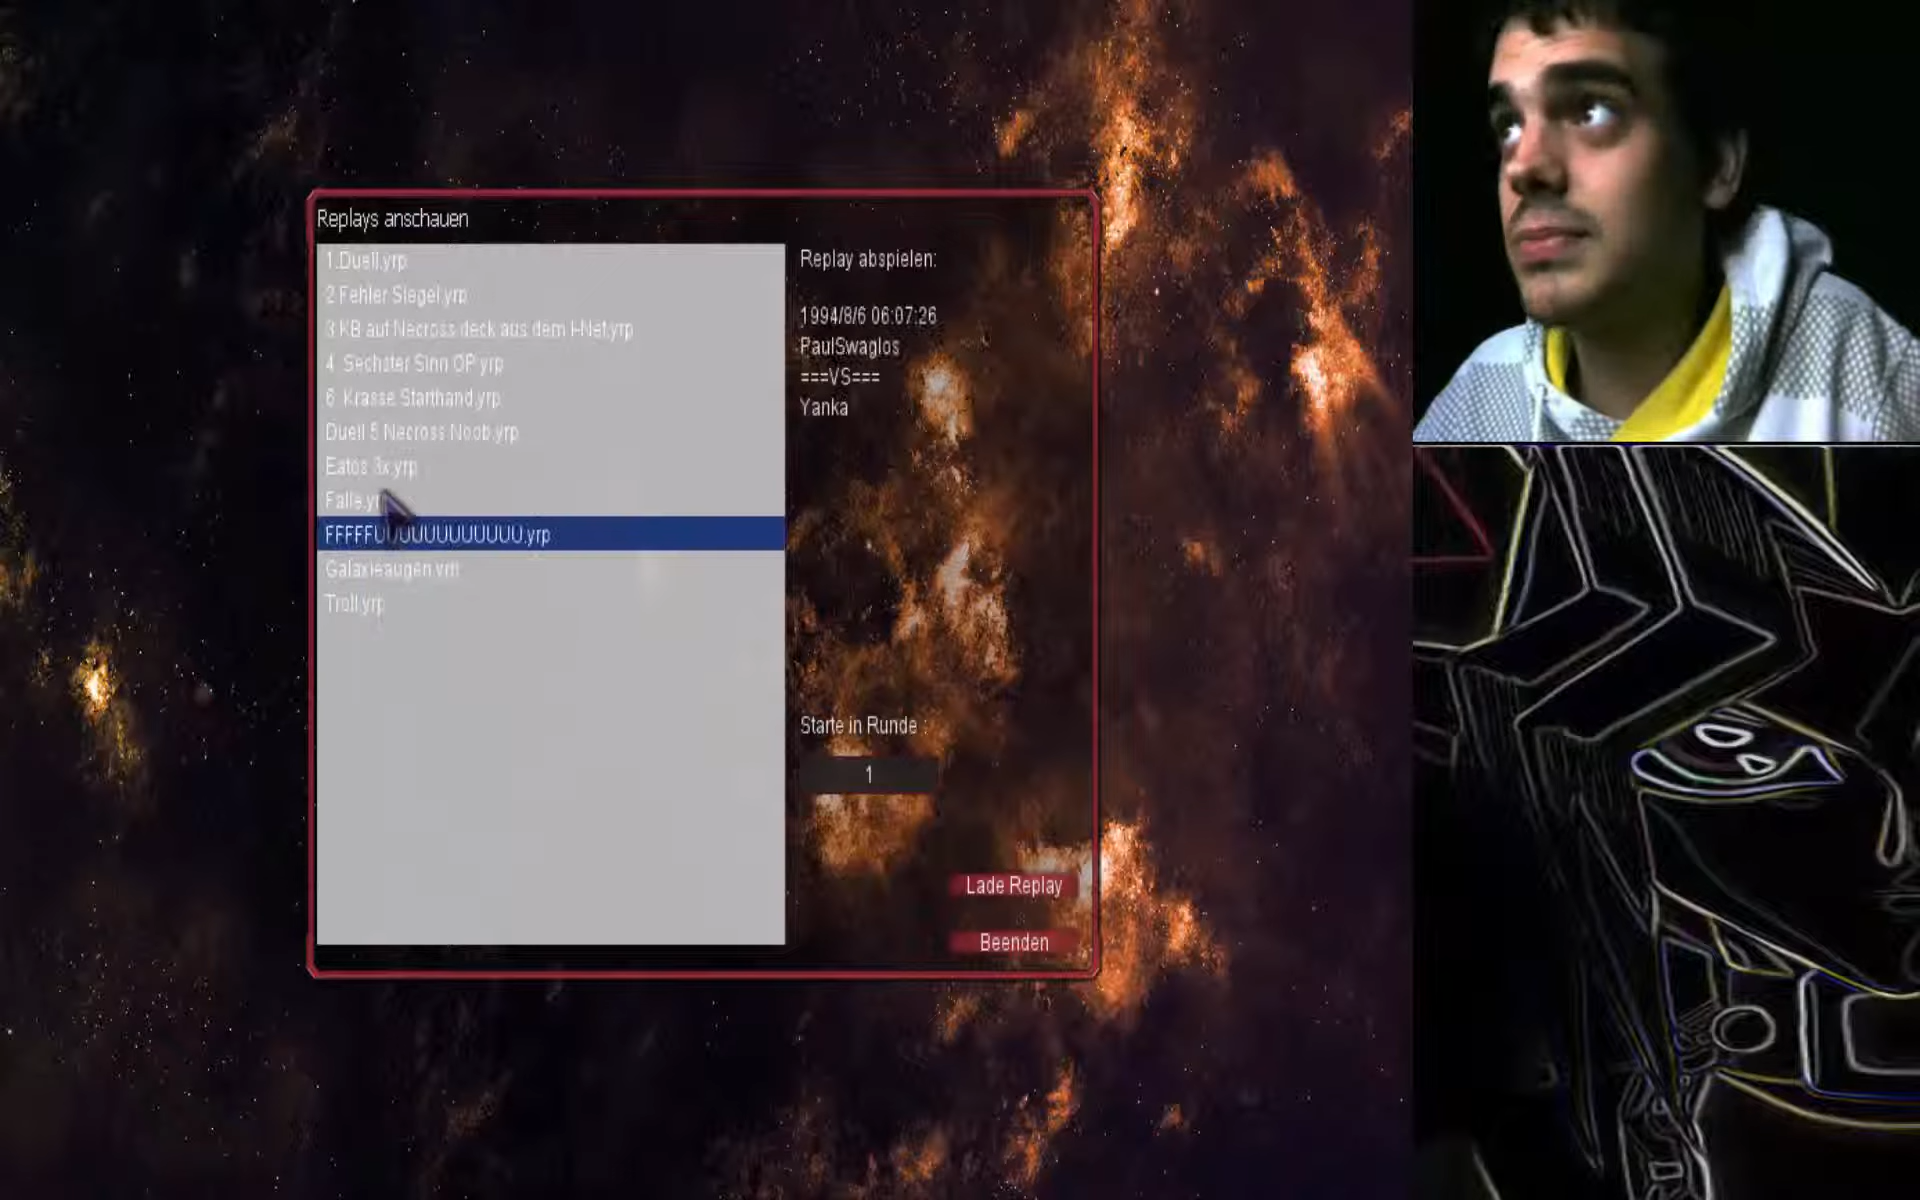 Replays anschauen
1.Duell.yrp
2 Fehler Siegel.yrp
3 KB auf Necross deck aus dem I-Net.yrp
4  Sechster Sinn OP.yrp
6  Krasse Starthand.yrp
Duell 5 Necross Noob.yrp
Eatos 3x.yrp
Galaxieaugen.yrp
Troll.yrp
Replay abspielen:
1994/8/6 06:07:26
PaulSwaglos
===VS===
Yanka
Starte in Runde :
1
Lade Replay
Beenden